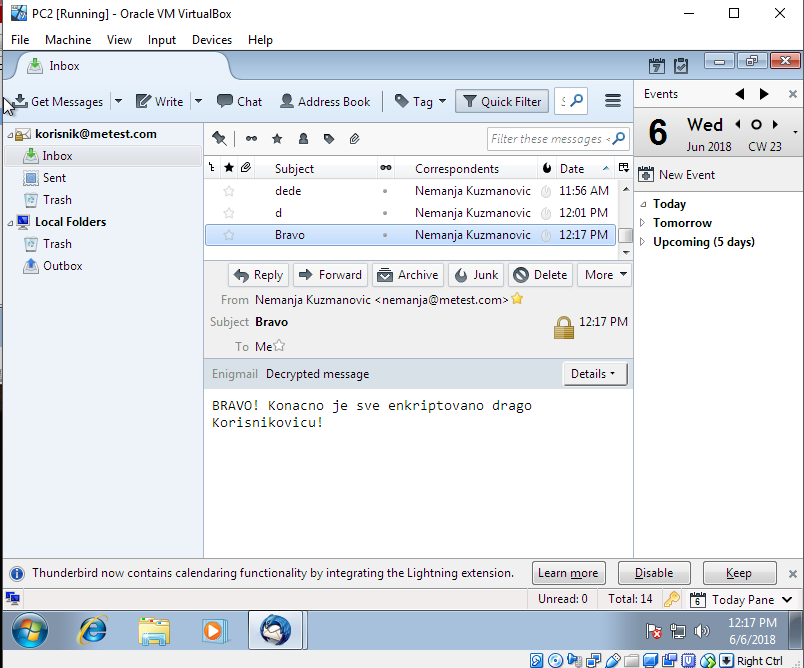 PC2 [Running] - Oracle VM VirtualBox
File Machine View Input Devices Help
Inbox
Get Messages Write Chat Address Book Tag Quick Filter
Events
korisnik@metest.com
Inbox
Sent
Trash
Local Folders
Trash
Outbox
Filter these messages <
Subject Correspondents Date
dede Nemanja Kuzmanovic 11:56 AM
d Nemanja Kuzmanovic 12:01 PM
Bravo Nemanja Kuzmanovic 12:17 PM
Reply Forward Archive Junk Delete More
From Nemanja Kuzmanovic <nemanja@metest.com>
Subject Bravo 12:17 PM
To Me
Enigmail Decrypted message Details
BRAVO! Konacno je sve enkriptovano drago
Korisnikovicu!
6 Wed
Jun 2018 CW 23
New Event
Today
Tomorrow
Upcoming (5 days)
Thunderbird now contains calendaring functionality by integrating the Lightning extension. Learn more Disable Keep
Unread: 0 Total: 14 6 Today Pane
12:17 PM
6/6/2018
Right Ctrl